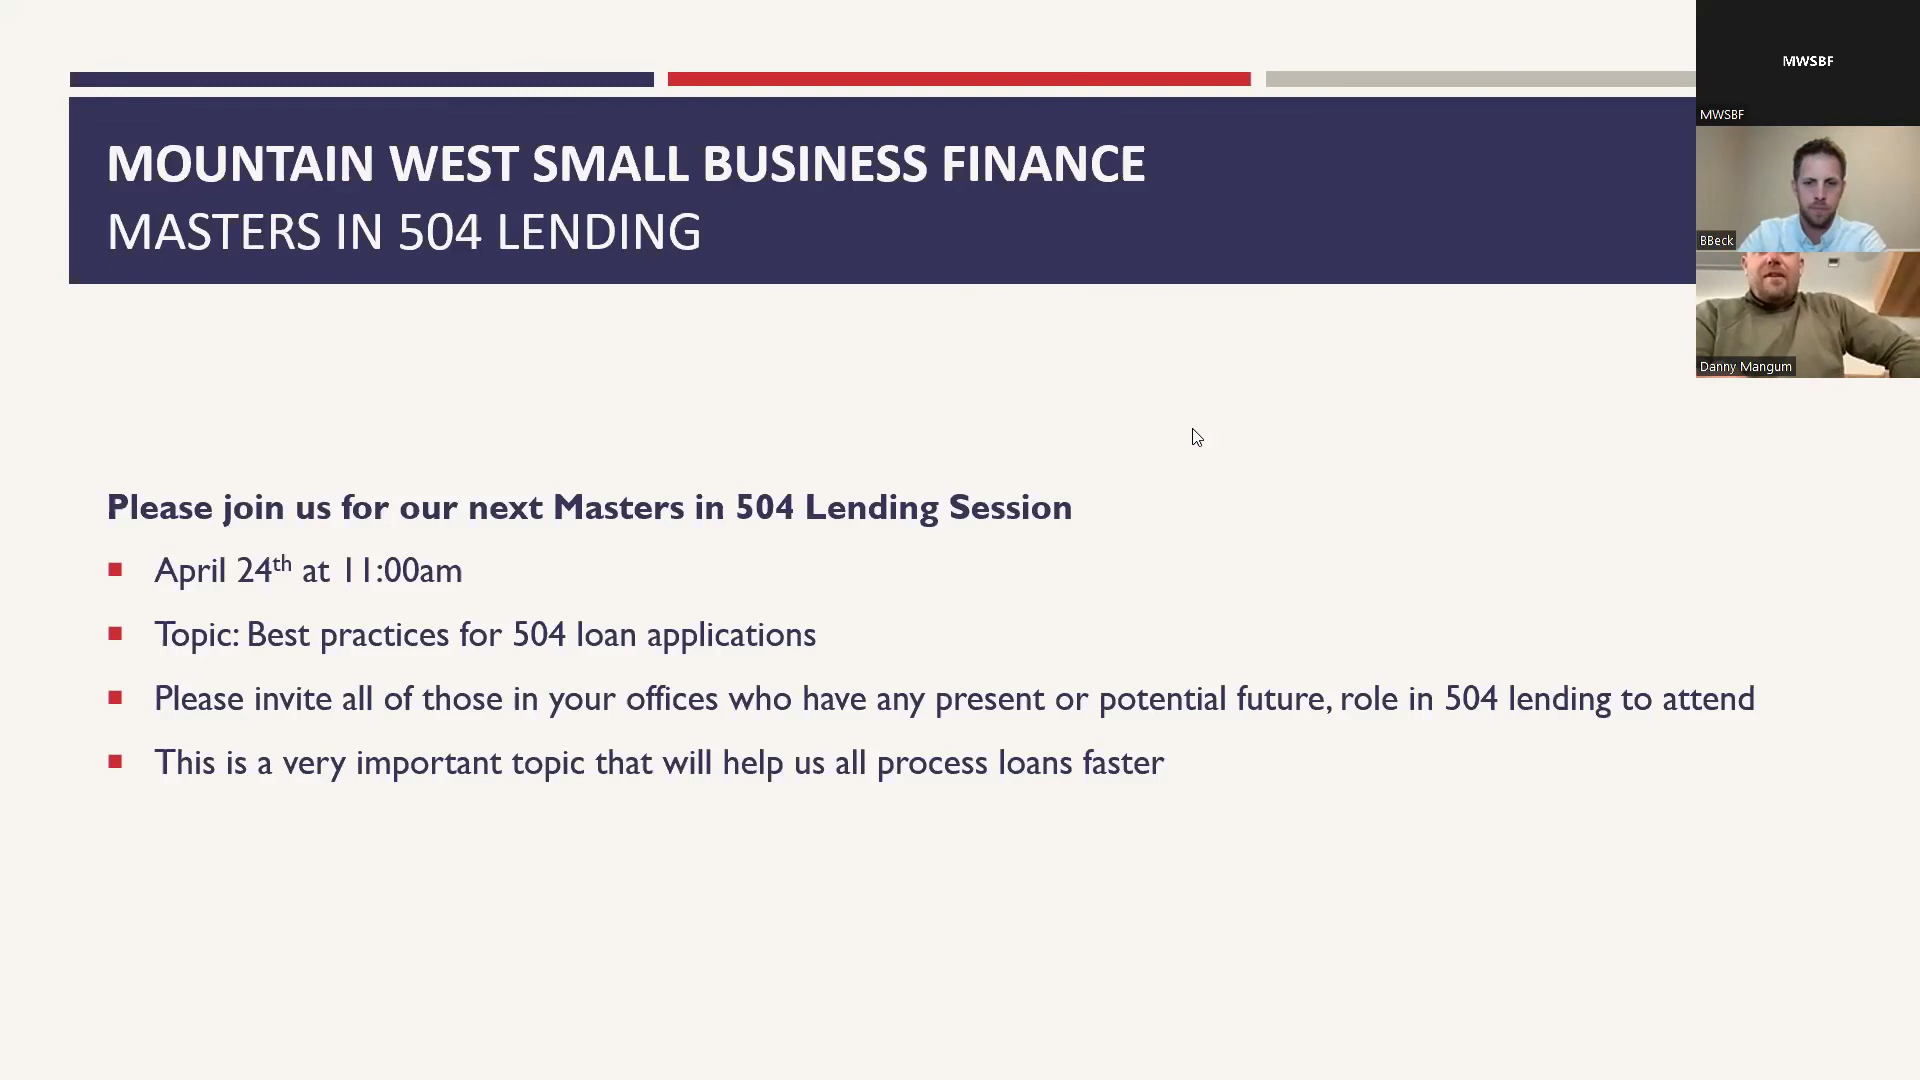 MOUNTAIN WEST SMALL BUSINESS FINANCE
MASTERS IN 504 LENDING
MWSBF
MWSBF
BBeck
Danny Mangum
Please join us for our next Masters in 504 Lending Session
April 24th at 11:00am
Topic: Best practices for 504 loan applications
Please invite all of those in your offices who have any present or potential future, role in 504 lending to attend
This is a very important topic that will help us all process loans faster